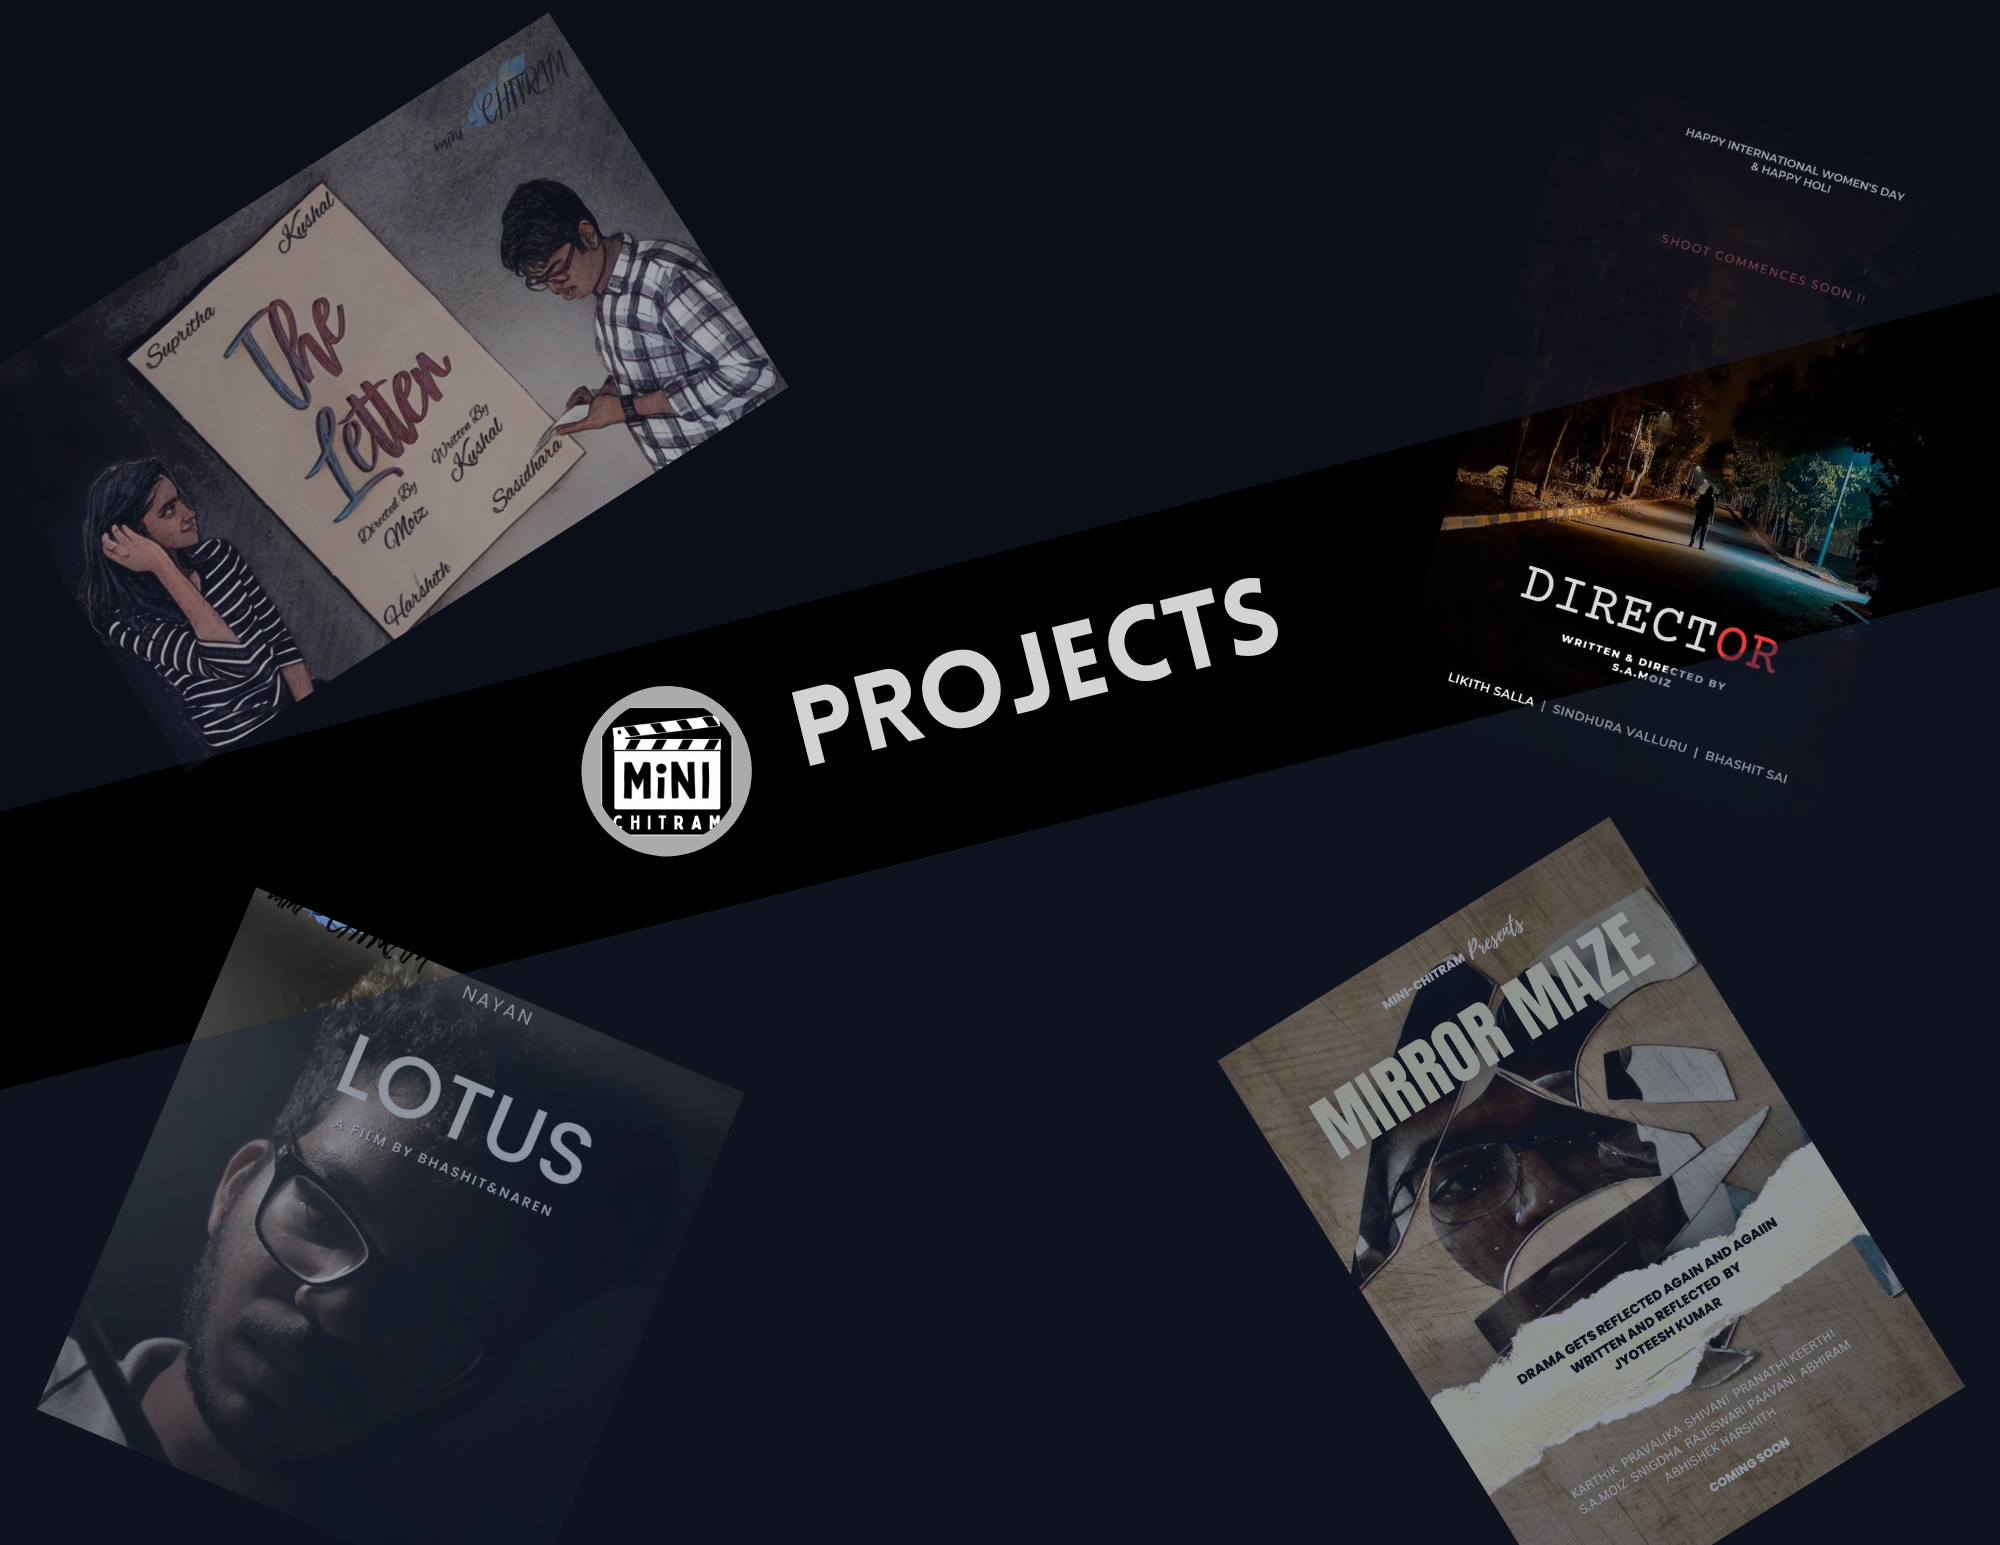 mini - CHITRAM
Kushal
Supritha
The
Letter
Written By
Kushal
Directed By
Moiz
Sasidhara
Harshith
HAPPY INTERNATIONAL WOMEN'S DAY
& HAPPY HOLI
SHOOT COMMENCES SOON !!
DIRECTOR
WRITTEN & DIRECTED BY
S.A.MOIZ
LIKITH SALLA | SINDHURA VALLURU | BHASHIT SAI
MiNI
CHITRAM
PROJECTS
mini - CHITRAM
NAYAN
LOTUS
A FILM BY BHASHIT&NAREN
MINI-CHITRAM Presents
MIRROR MAZE
DRAMA GETS REFLECTED AGAIN AND AGAIIN
WRITTEN AND REFLECTED BY
JYOTEESH KUMAR
KARTHIK PRAVALIKA SHIVANI PRANATHI KEERTHI
S.A.MOIZ SNIGDHA RAJESWARI PAAVANI ABHIRAM
ABHISHEK HARSHITH
COMING SOON